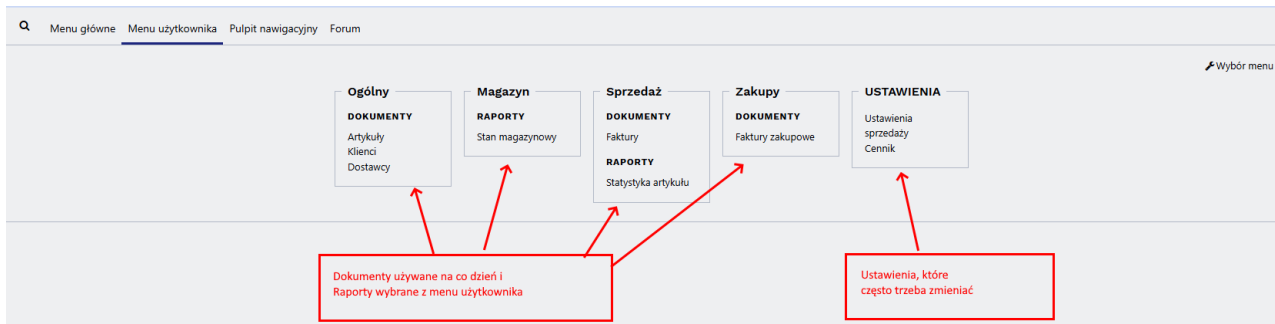 Menu główne Menu użytkownika Pulpit nawigacyjny Forum
Wybór menu
Ogólny
DOKUMENTY
Artykuły
Klienci
Dostawcy
Magazyn
RAPORTY
Stan magazynowy
Sprzedaż
DOKUMENTY
Faktury
RAPORTY
Statystyka artykułu
Zakupy
DOKUMENTY
Faktury zakupowe
USTAWIENIA
Ustawienia
sprzedaży
Cennik
Dokumenty używane na co dzień i
Raporty wybrane z menu użytkownika
Ustawienia, które
często trzeba zmieniać